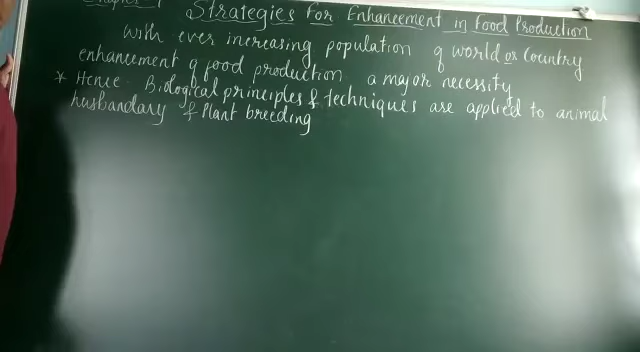 Chapter
Strategies for Enhancement in Food Production
with ever increasing population of world or Country
enhancement of food production a major necessity
* Hence - Biological principles & techniques are applied to animal
husbandary & Plant breeding